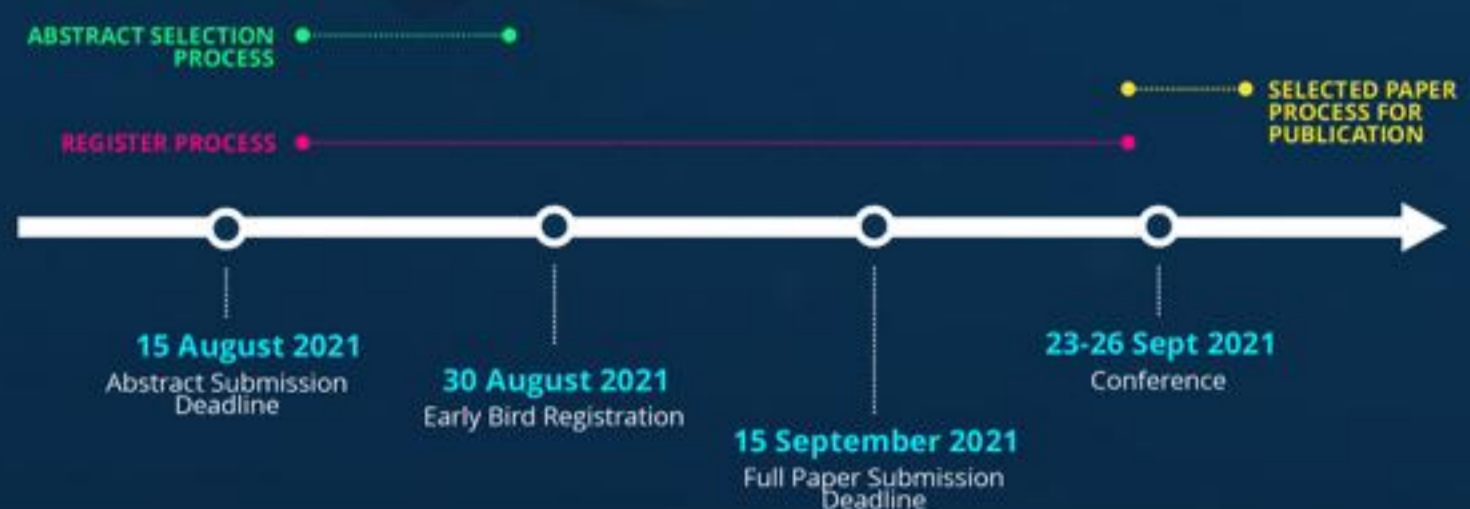 ABSTRACT SELECTION
PROCESS
SELECTED PAPER
PROCESS FOR
PUBLICATION
REGISTER PROCESS
15 August 2021
Abstract Submission
Deadline
30 August 2021
Early Bird Registration
15 September 2021
Full Paper Submission
Deadline
23-26 Sept 2021
Conference